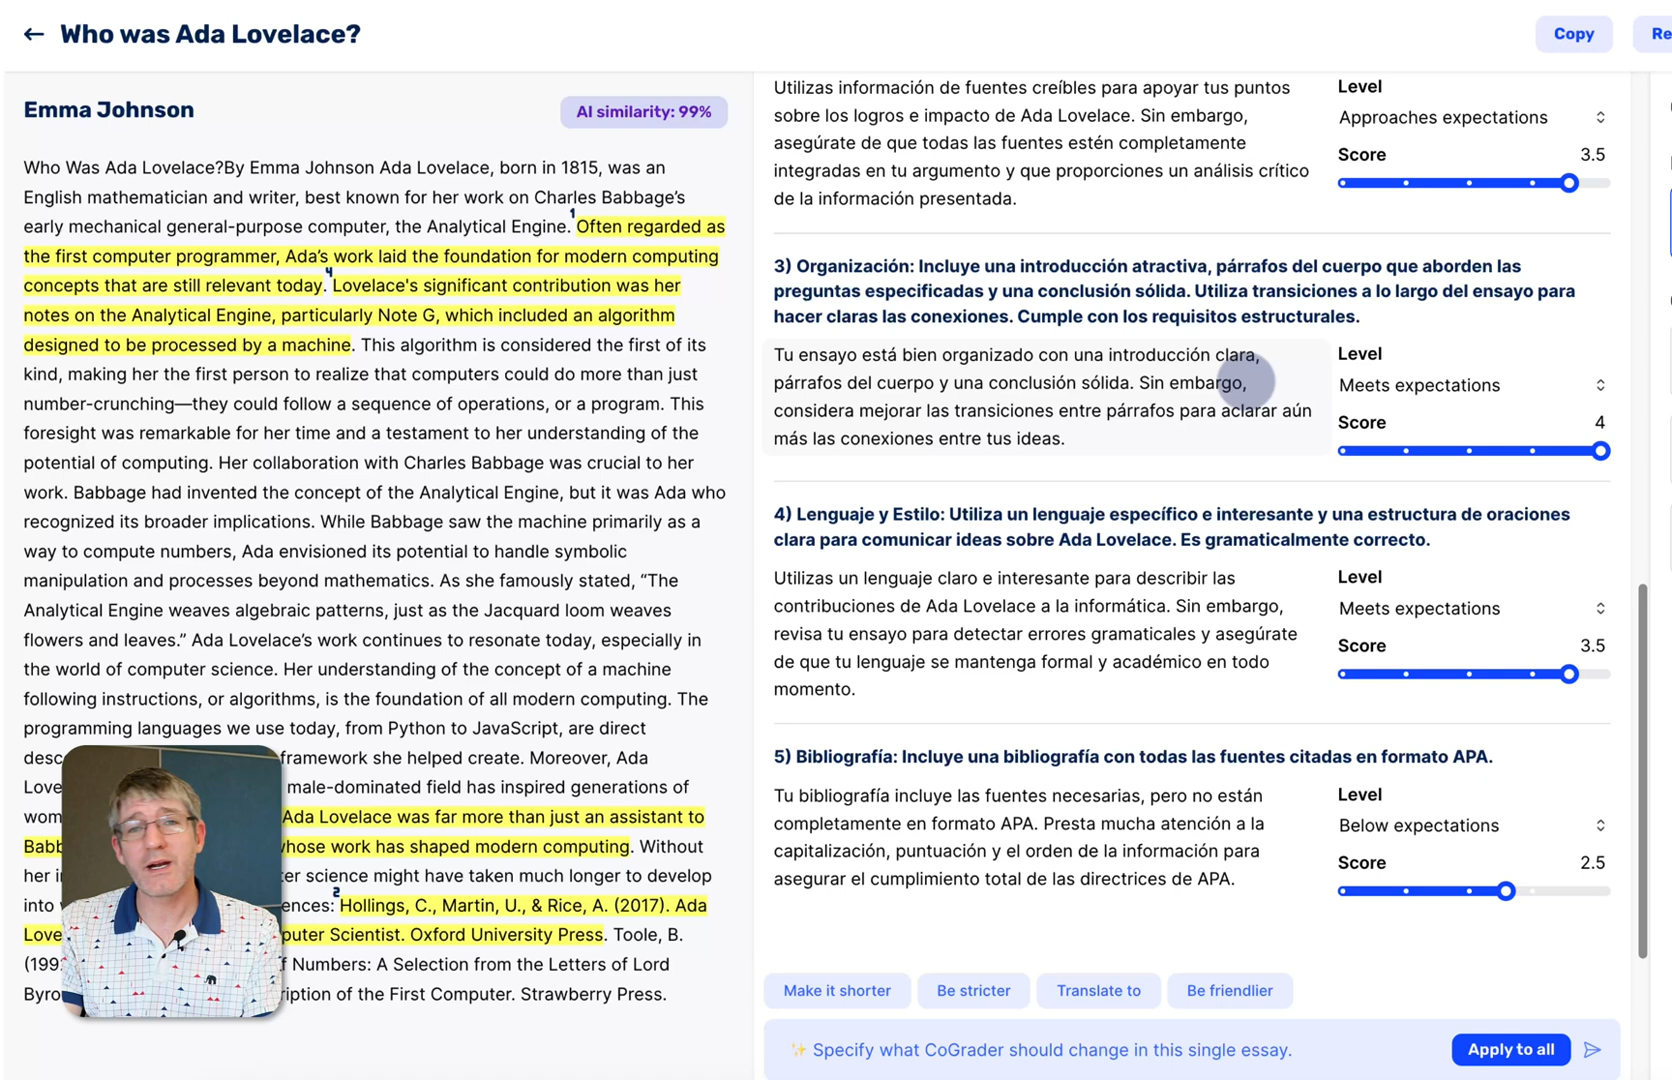 ← Who was Ada Lovelace?
Copy
Re
Emma Johnson
AI similarity: 99%
Who Was Ada Lovelace?By Emma Johnson Ada Lovelace, born in 1815, was an
English mathematician and writer, best known for her work on Charles Babbage’s
early mechanical general-purpose computer, the Analytical Engine. 1 Often regarded as
the first computer programmer, Ada’s work laid the foundation for modern computing
concepts that are still relevant today. 4 Lovelace's significant contribution was her
notes on the Analytical Engine, particularly Note G, which included an algorithm
designed to be processed by a machine. This algorithm is considered the first of its
kind, making her the first person to realize that computers could do more than just
number-crunching—they could follow a sequence of operations, or a program. This
foresight was remarkable for her time and a testament to her understanding of the
potential of computing. Her collaboration with Charles Babbage was crucial to her
work. Babbage had invented the concept of the Analytical Engine, but it was Ada who
recognized its broader implications. While Babbage saw the machine primarily as a
way to compute numbers, Ada envisioned its potential to handle symbolic
manipulation and processes beyond mathematics. As she famously stated, “The
Analytical Engine weaves algebraic patterns, just as the Jacquard loom weaves
flowers and leaves.” Ada Lovelace’s work continues to resonate today, especially in
the world of computer science. Her understanding of the concept of a machine
following instructions, or algorithms, is the foundation of all modern computing. The
programming languages we use today, from Python to JavaScript, are direct
desc framework she helped create. Moreover, Ada
Love male-dominated field has inspired generations of
wom Ada Lovelace was far more than just an assistant to
Babb whose work has shaped modern computing. Without
her i ter science might have taken much longer to develop
into ences: 2 Hollings, C., Martin, U., & Rice, A. (2017). Ada
Love puter Scientist. Oxford University Press. Toole, B.
(199 f Numbers: A Selection from the Letters of Lord
Byro ription of the First Computer. Strawberry Press.
Utilizas información de fuentes creíbles para apoyar tus puntos
sobre los logros e impacto de Ada Lovelace. Sin embargo,
asegúrate de que todas las fuentes estén completamente
integradas en tu argumento y que proporciones un análisis crítico
de la información presentada.
Level
Approaches expectations
Score 3.5
3) Organización: Incluye una introducción atractiva, párrafos del cuerpo que aborden las
preguntas especificadas y una conclusión sólida. Utiliza transiciones a lo largo del ensayo para
hacer claras las conexiones. Cumple con los requisitos estructurales.
Tu ensayo está bien organizado con una introducción clara,
párrafos del cuerpo y una conclusión sólida. Sin embargo,
considera mejorar las transiciones entre párrafos para aclarar aún
más las conexiones entre tus ideas.
Level
Meets expectations
Score 4
4) Lenguaje y Estilo: Utiliza un lenguaje específico e interesante y una estructura de oraciones
clara para comunicar ideas sobre Ada Lovelace. Es gramaticalmente correcto.
Utilizas un lenguaje claro e interesante para describir las
contribuciones de Ada Lovelace a la informática. Sin embargo,
revisa tu ensayo para detectar errores gramaticales y asegúrate
de que tu lenguaje se mantenga formal y académico en todo
momento.
Level
Meets expectations
Score 3.5
5) Bibliografía: Incluye una bibliografía con todas las fuentes citadas en formato APA.
Tu bibliografía incluye las fuentes necesarias, pero no están
completamente en formato APA. Presta mucha atención a la
capitalización, puntuación y el orden de la información para
asegurar el cumplimiento total de las directrices de APA.
Level
Below expectations
Score 2.5
Make it shorter
Be stricter
Translate to
Be friendlier
✨ Specify what CoGrader should change in this single essay.
Apply to all